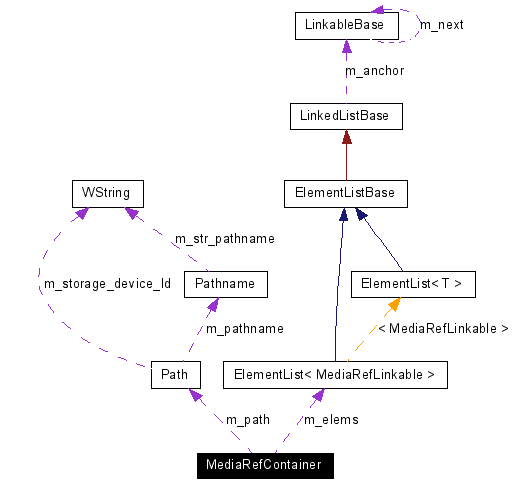 LinkableBase
m_next
m_anchor
LinkedListBase
WString
ElementListBase
m_str_pathname
m_storage_device_Id
Pathname
ElementList< T >
m_pathname
< MediaRefLinkable >
Path
ElementList< MediaRefLinkable >
m_path
m_elems
MediaRefContainer